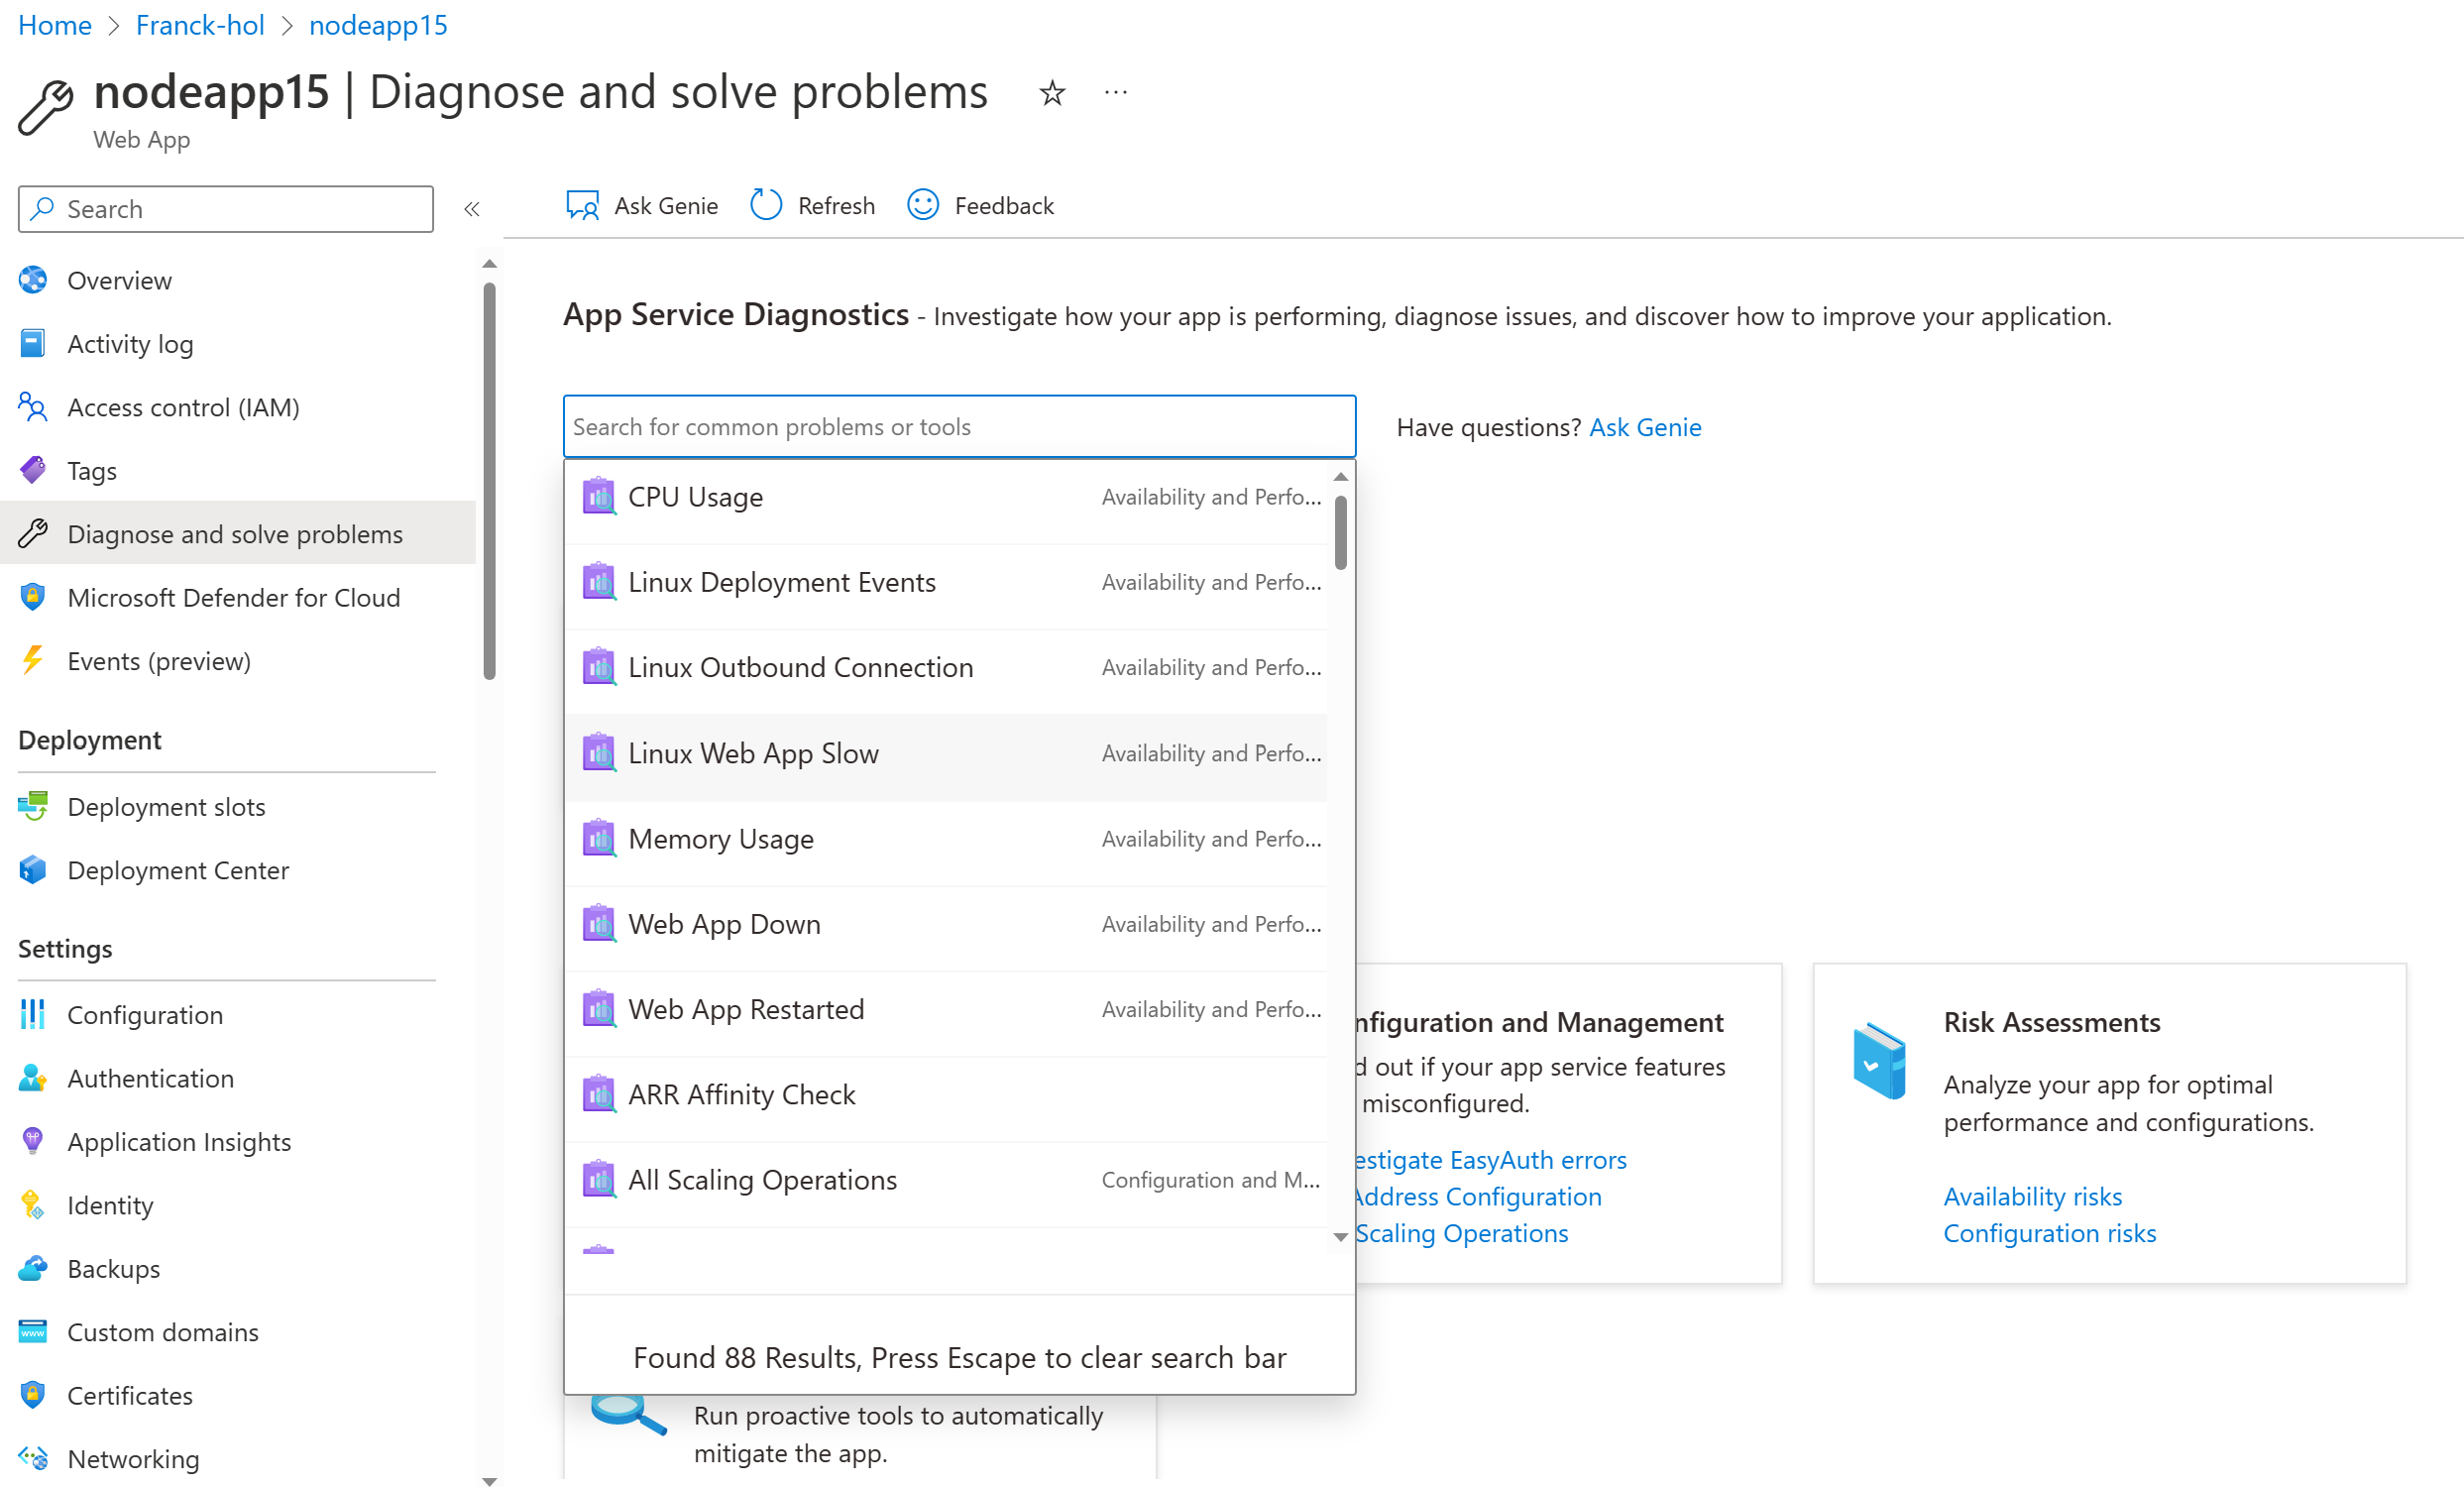 Home > Franck-hol > nodeapp15
nodeapp15 | Diagnose and solve problems
Web App
Search
Overview
Activity log
Access control (IAM)
Tags
Diagnose and solve problems
Microsoft Defender for Cloud
Events (preview)
Deployment
Deployment slots
Deployment Center
Settings
Configuration
Authentication
Application Insights
Identity
Backups
Custom domains
Certificates
Networking
Ask Genie Refresh Feedback
App Service Diagnostics - Investigate how your app is performing, diagnose issues, and discover how to improve your application.
Search for common problems or tools
Have questions? Ask Genie
CPU Usage Availability and Perfo...
Linux Deployment Events Availability and Perfo...
Linux Outbound Connection Availability and Perfo...
Linux Web App Slow Availability and Perfo...
Memory Usage Availability and Perfo...
Web App Down Availability and Perfo...
Web App Restarted Availability and Perfo...
ARR Affinity Check
All Scaling Operations Configuration and M...
Found 88 Results, Press Escape to clear search bar
nfiguration and Management
d out if your app service features
misconfigured.
estigate EasyAuth errors
Address Configuration
Scaling Operations
Risk Assessments
Analyze your app for optimal
performance and configurations.
Availability risks
Configuration risks
Run proactive tools to automatically
mitigate the app.